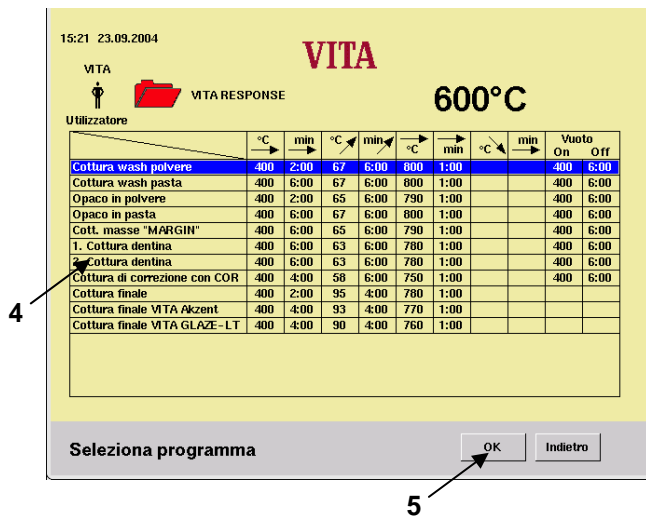 15:21 23.09.2004
VITA
VITA
VITA RESPONSE
600°C
Utilizzatore
°C min °C min °C min °C min Vuoto
On Off
Cottura wash polvere 400 2:00 67 6:00 800 1:00 400 6:00
Cottura wash pasta 400 6:00 67 6:00 800 1:00 400 6:00
Opaco in polvere 400 2:00 65 6:00 790 1:00 400 6:00
Opaco in pasta 400 6:00 67 6:00 800 1:00 400 6:00
Cott. masse "MARGIN" 400 6:00 65 6:00 790 1:00 400 6:00
1. Cottura dentina 400 6:00 63 6:00 780 1:00 400 6:00
Cottura dentina 400 6:00 63 6:00 780 1:00 400 6:00
Cottura di correzione con COR 400 4:00 58 6:00 750 1:00 400 6:00
Cottura finale 400 2:00 95 4:00 780 1:00
Cottura finale VITA Akzent 400 4:00 93 4:00 770 1:00
Cottura finale VITA GLAZE-LT 400 4:00 90 4:00 760 1:00
4
Seleziona programma
OK
Indietro
5